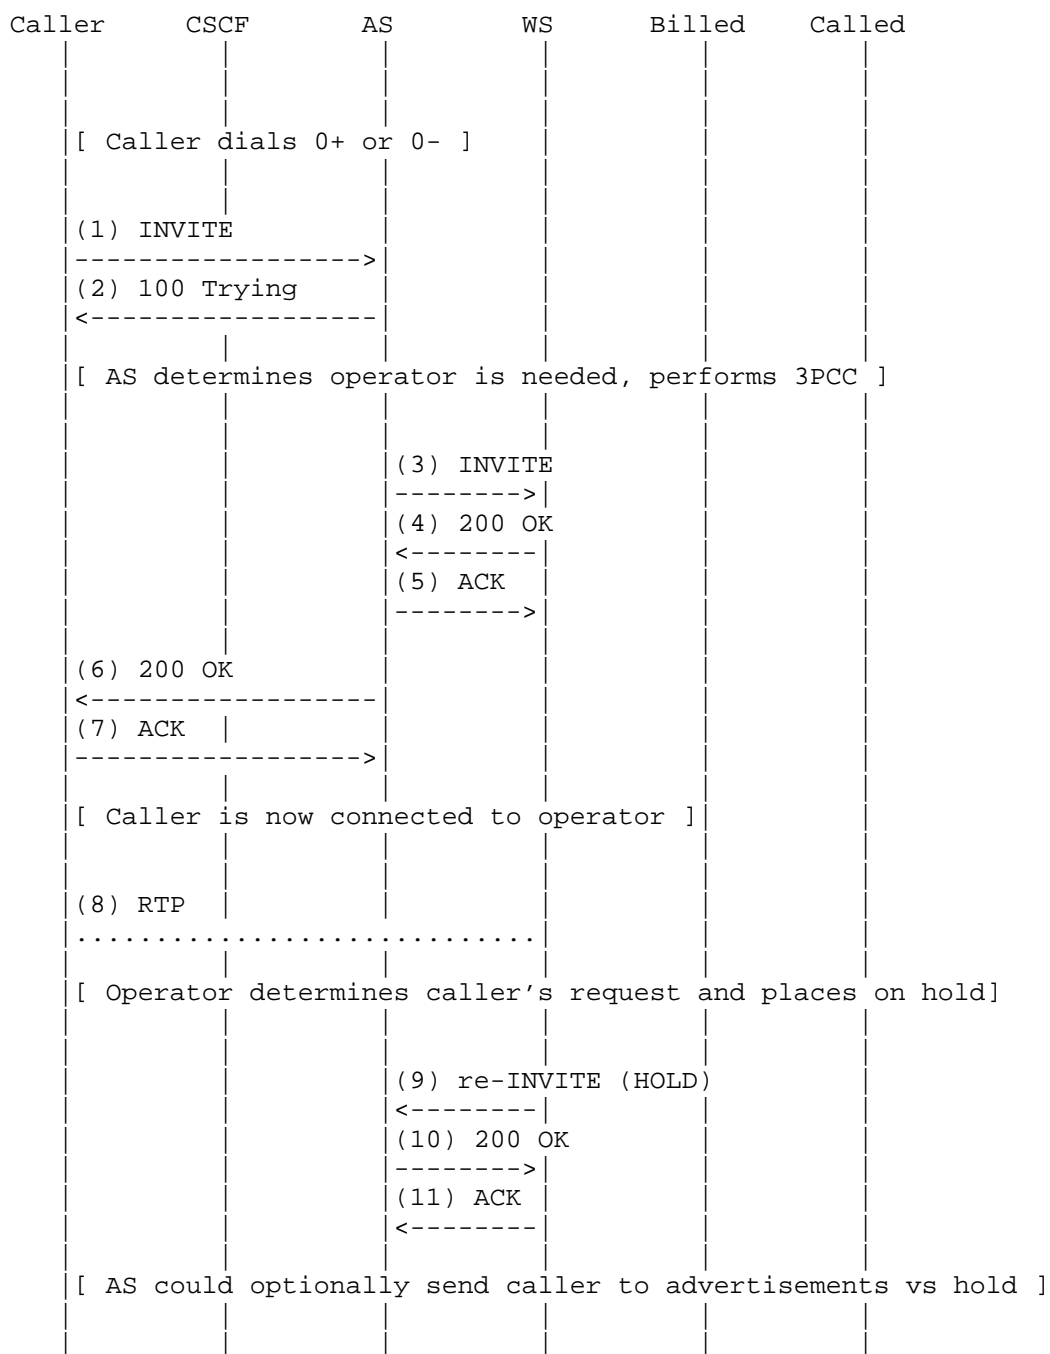 Caller     CSCF       AS        WS      Billed    Called
[ Caller dials 0+ or 0- ]
(1) INVITE
------------------>
(2) 100 Trying
<------------------
[ AS determines operator is needed, performs 3PCC ]
(3) INVITE
-------->
(4) 200 OK
<--------
(5) ACK
-------->
(6) 200 OK
<------------------
(7) ACK
------------------>
[ Caller is now connected to operator ]
(8) RTP
.............................
[ Operator determines caller's request and places on hold]
(9) re-INVITE (HOLD)
<--------
(10) 200 OK
-------->
(11) ACK
<--------
[ AS could optionally send caller to advertisements vs hold ]